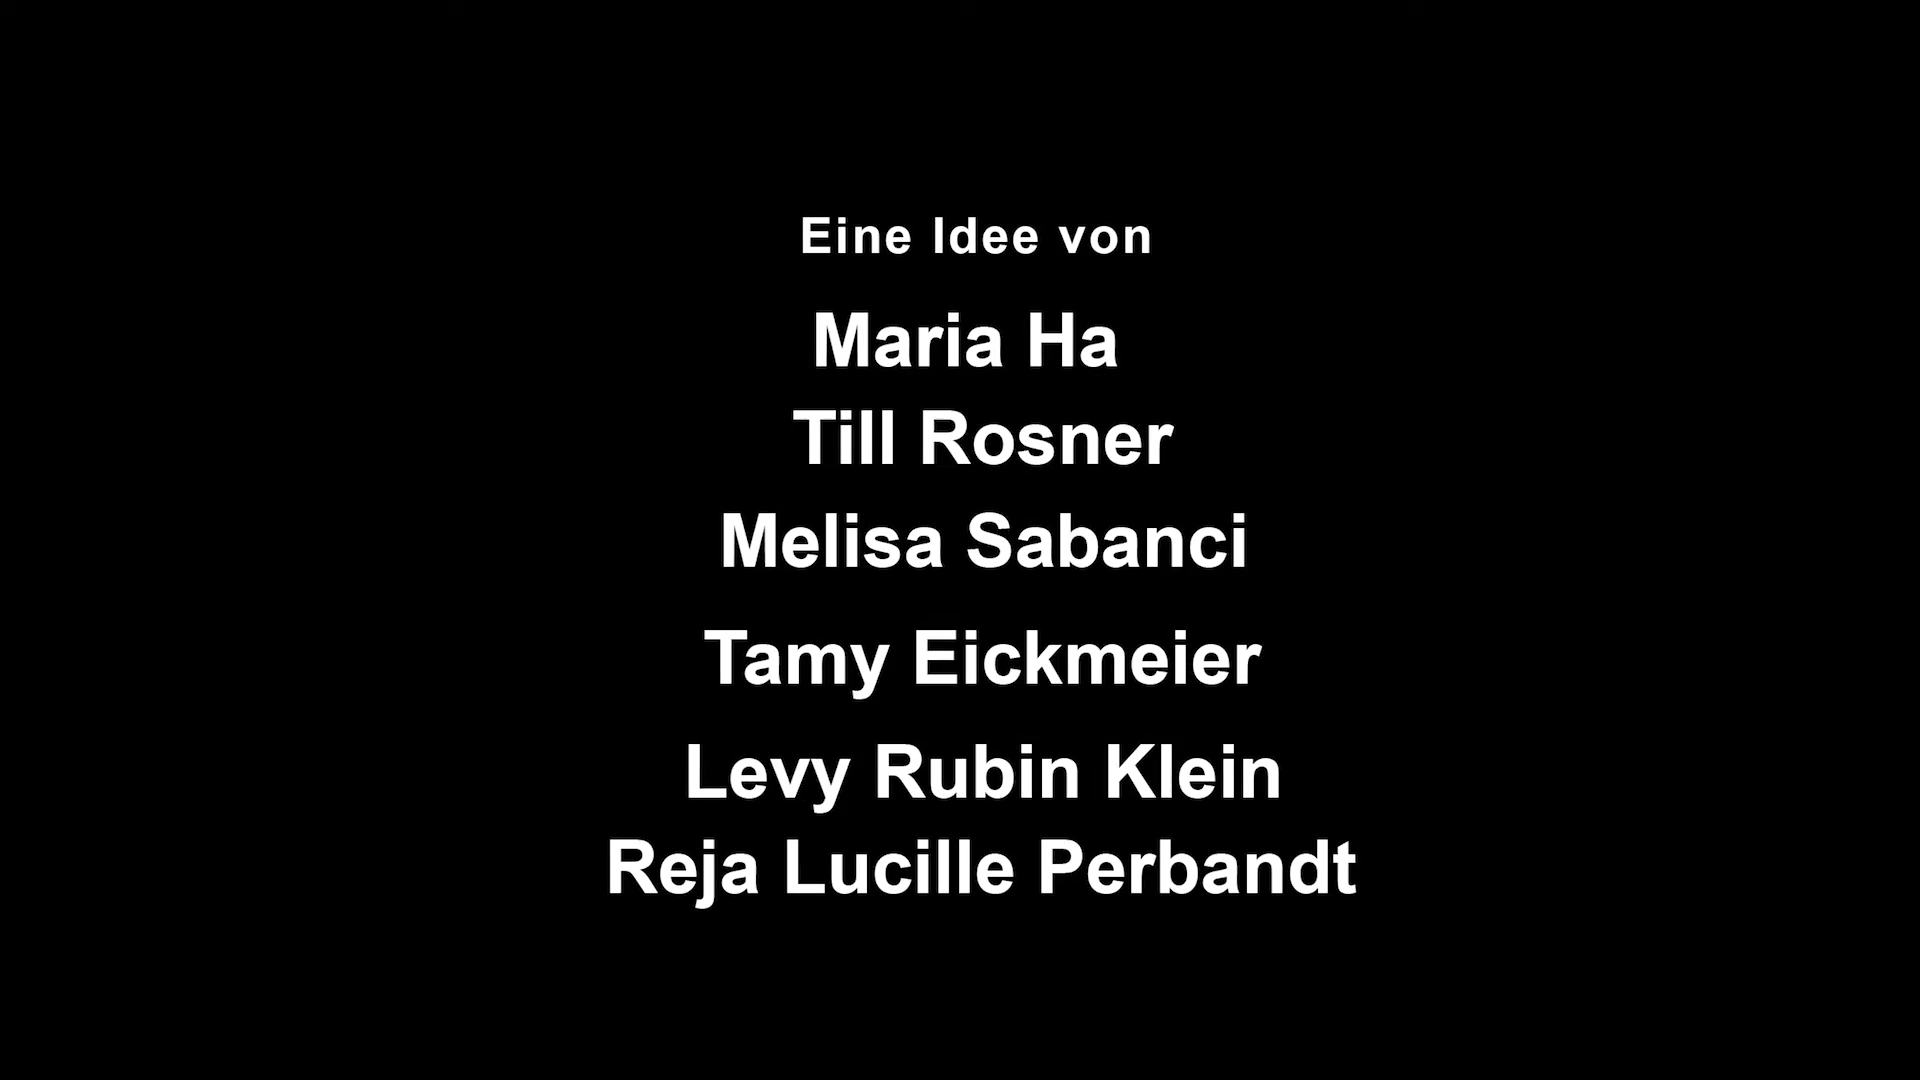 Eine Idee von
Maria Ha
Till Rosner
Melisa Sabanci
Tamy Eickmeier
Levy Rubin Klein
Reja Lucille Perbandt